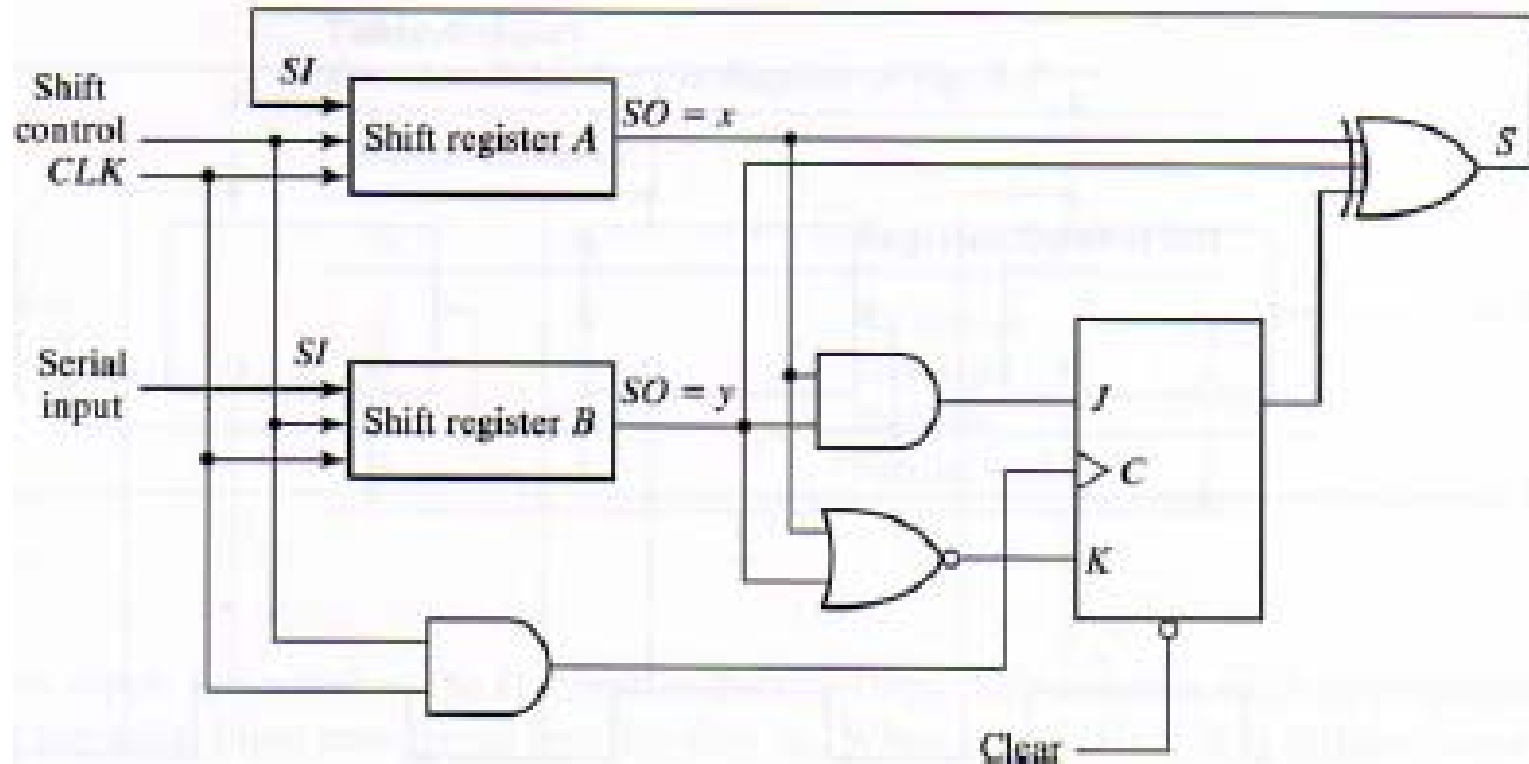 SI
Shift
control
CLK
Shift register A
SO = x
S
Serial
input
SI
Shift register B
SO = y
J
C
K
Clear